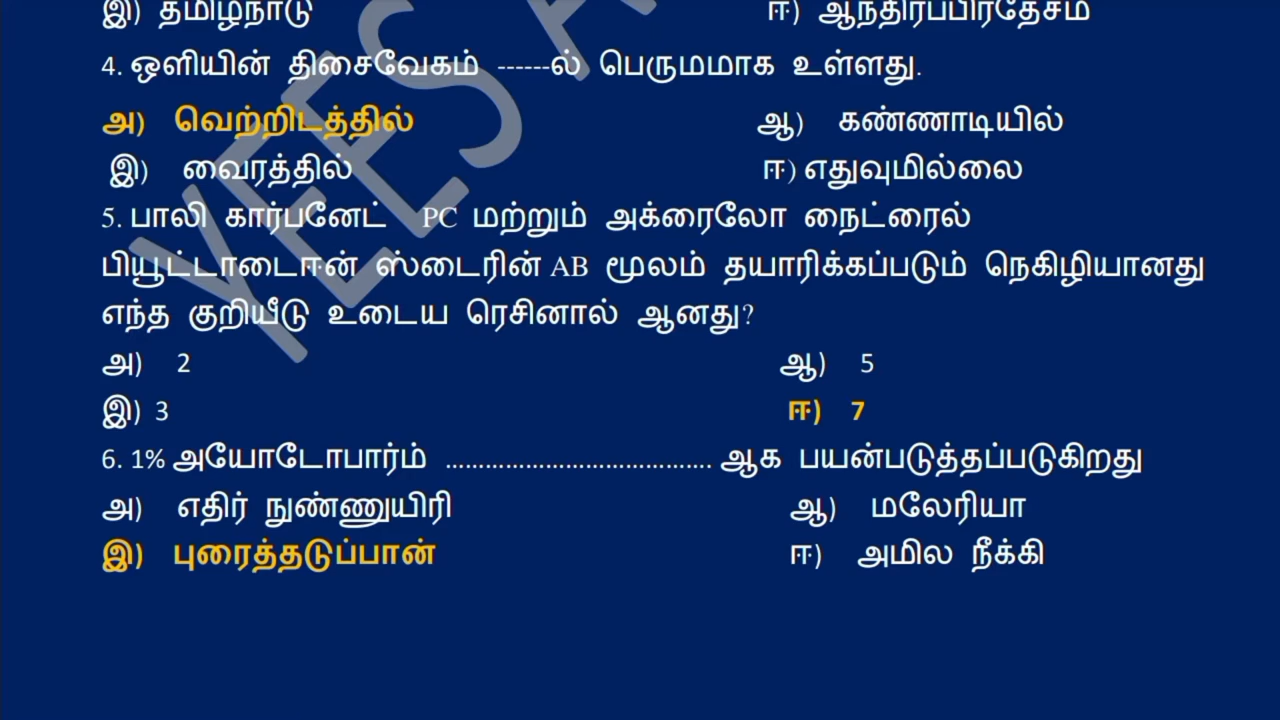 இ) தமிழ்நாடு ஈ) ஆந்திரப்பிரதேசம்
4. ஒளியின் திசைவேகம் ------ல் பெருமமாக உள்ளது.
அ) வெற்றிடத்தில் ஆ) கண்ணாடியில்
இ) வைரத்தில் ஈ) எதுவுமில்லை
5. பாலி கார்பனேட் PC மற்றும் அக்ரைலோ நைட்ரைல்
பியூட்டாடைஈன் ஸ்டைரின் AB மூலம் தயாரிக்கப்படும் நெகிழியானது
எந்த குறியீடு உடைய ரெசினால் ஆனது?
அ) 2 ஆ) 5
இ) 3 ஈ) 7
6. 1% அயோடோபார்ம் ........................................ ஆக பயன்படுத்தப்படுகிறது
அ) எதிர் நுண்ணுயிரி ஆ) மலேரியா
இ) புரைத்தடுப்பான் ஈ) அமில நீக்கி
YEES A